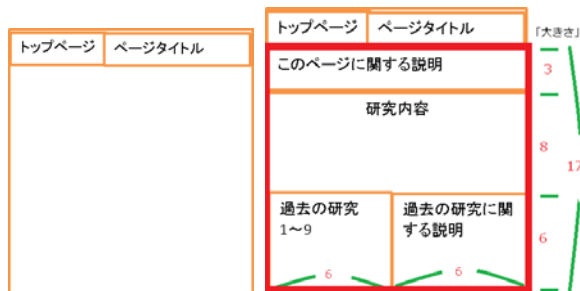 トップページ
ページタイトル
トップページ
ページタイトル
「大きさ」
このページに関する説明
3
研究内容
8
17
過去の研究
1〜9
過去の研究に関
する説明
6
6
6